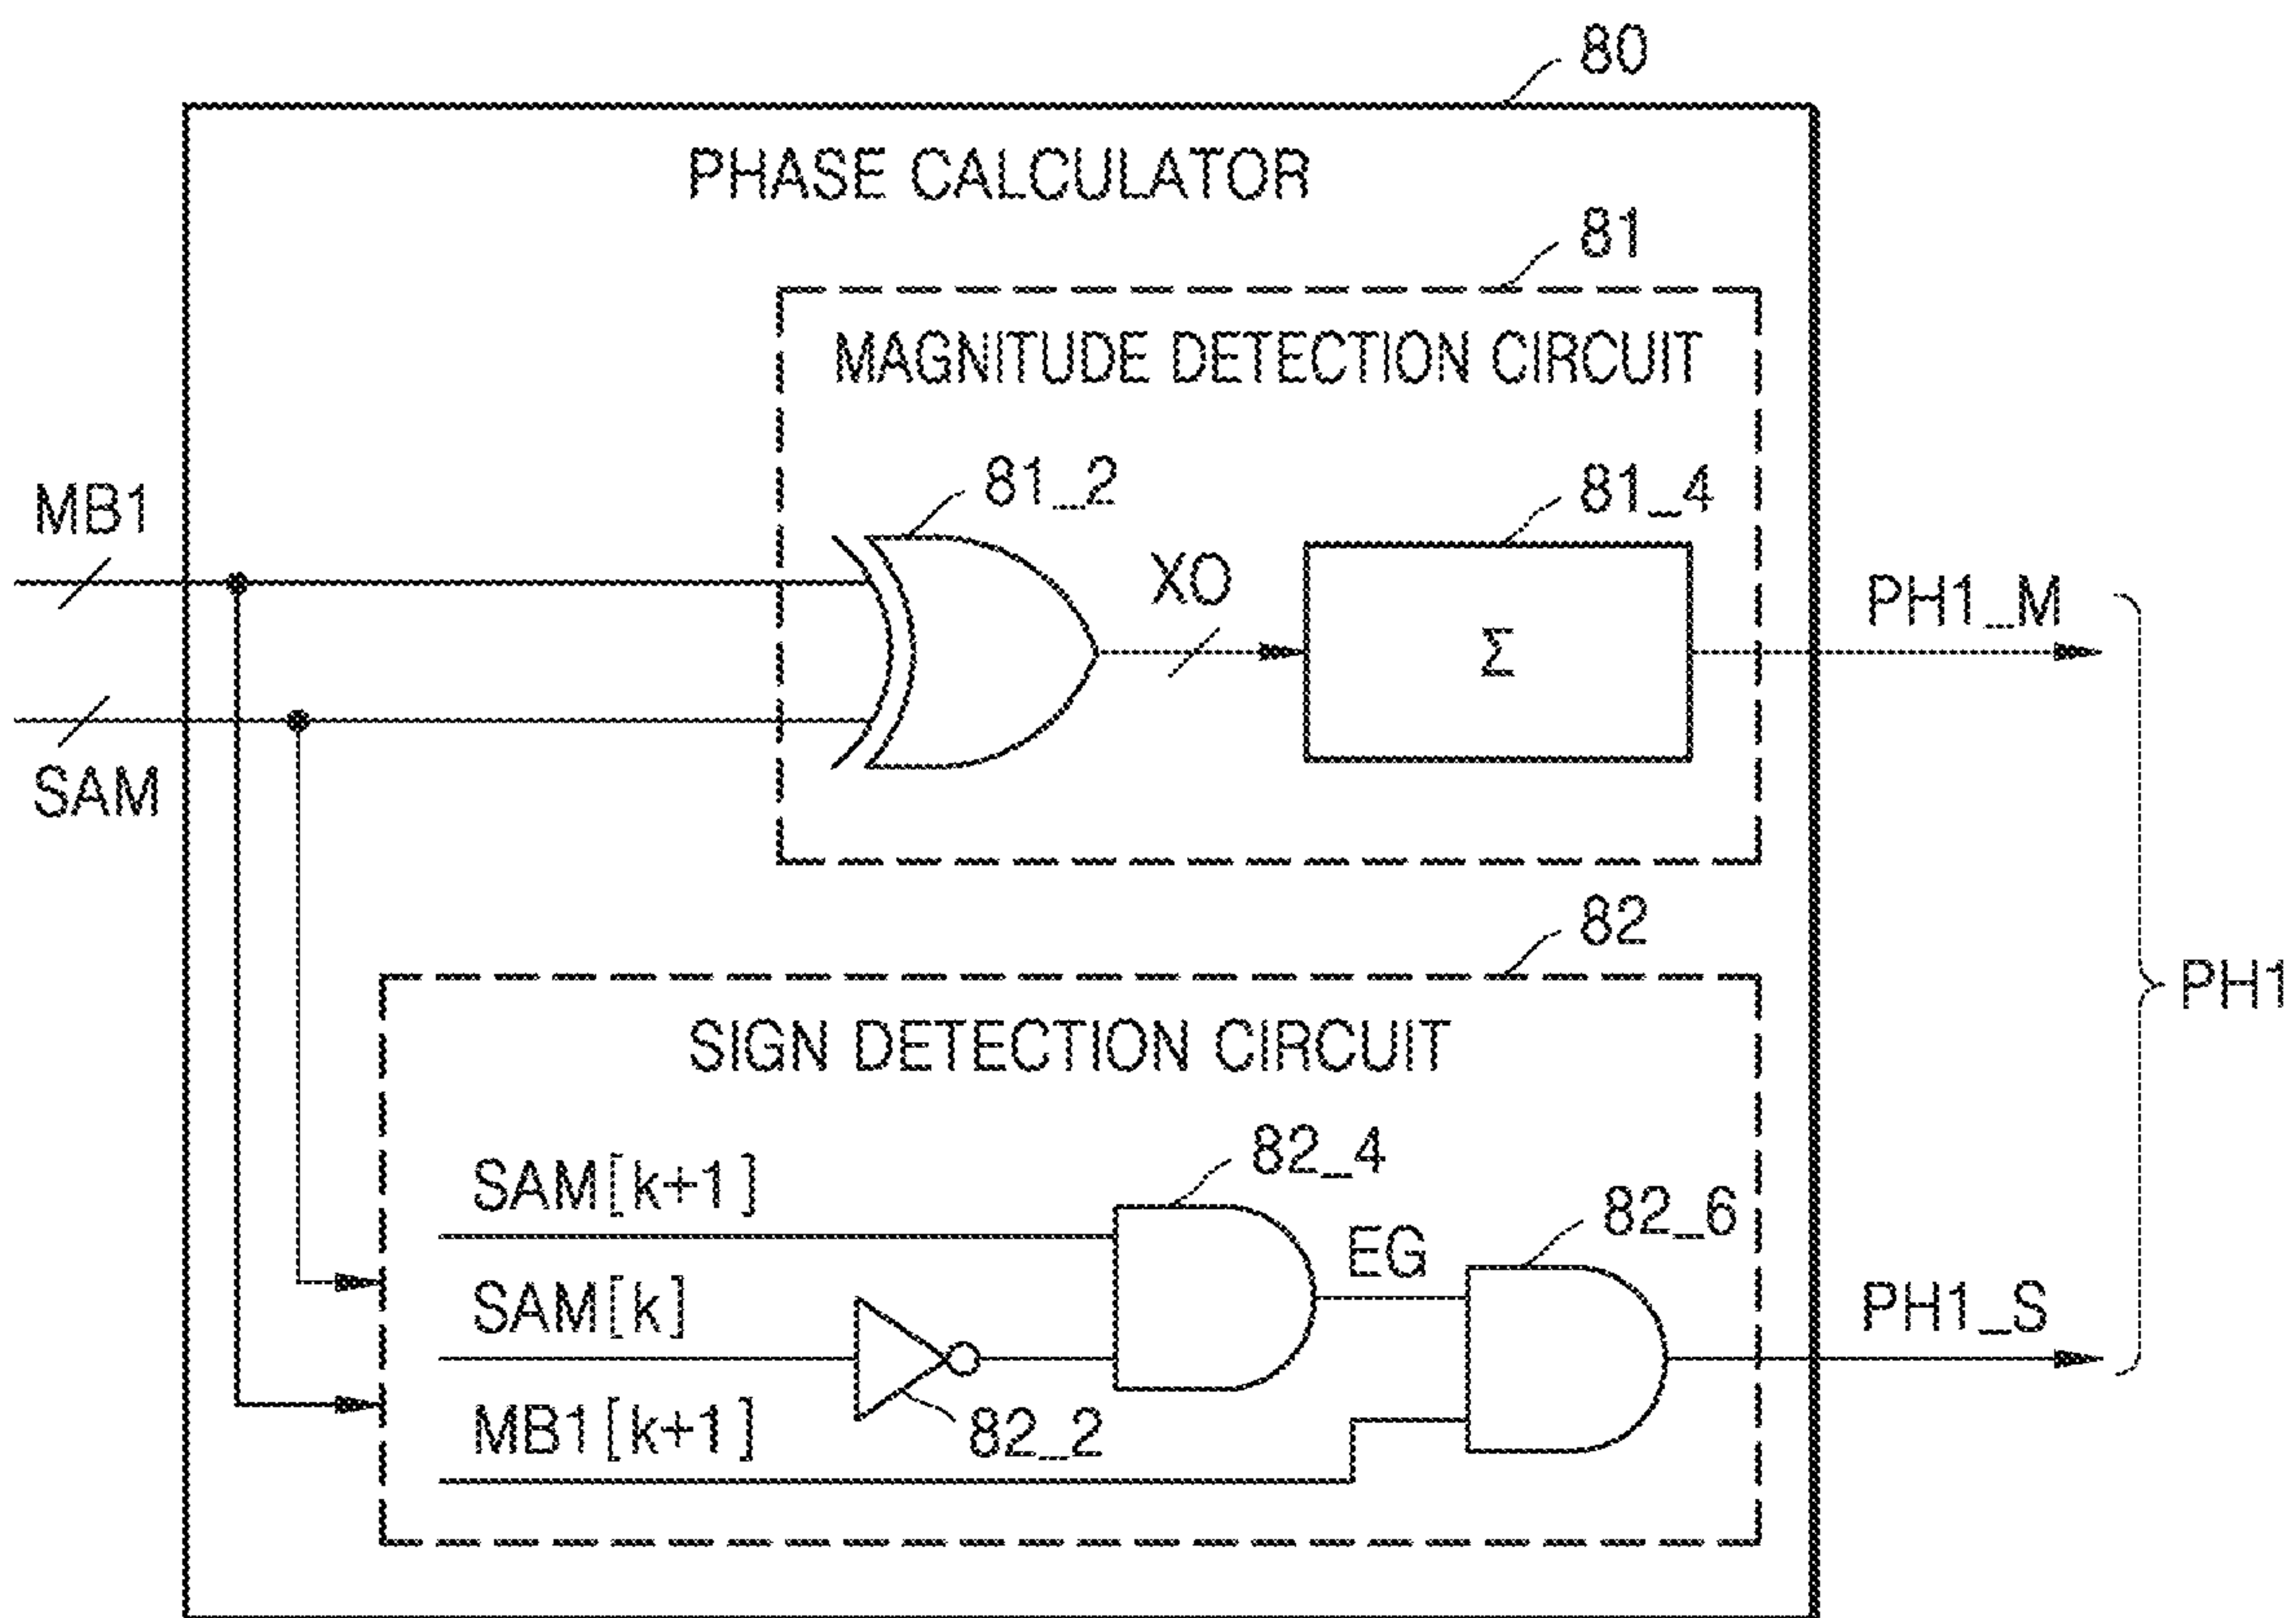 80
PHASE CALCULATOR
81
MAGNITUDE DETECTION CIRCUIT
MB1
81_2
81_4
XO
Σ
PH1_M
SAM
82
PH1
SIGN DETECTION CIRCUIT
SAM[k+1]
82_4
82_6
EG
SAM[k]
PH1_S
MB1[k+1]
82_2